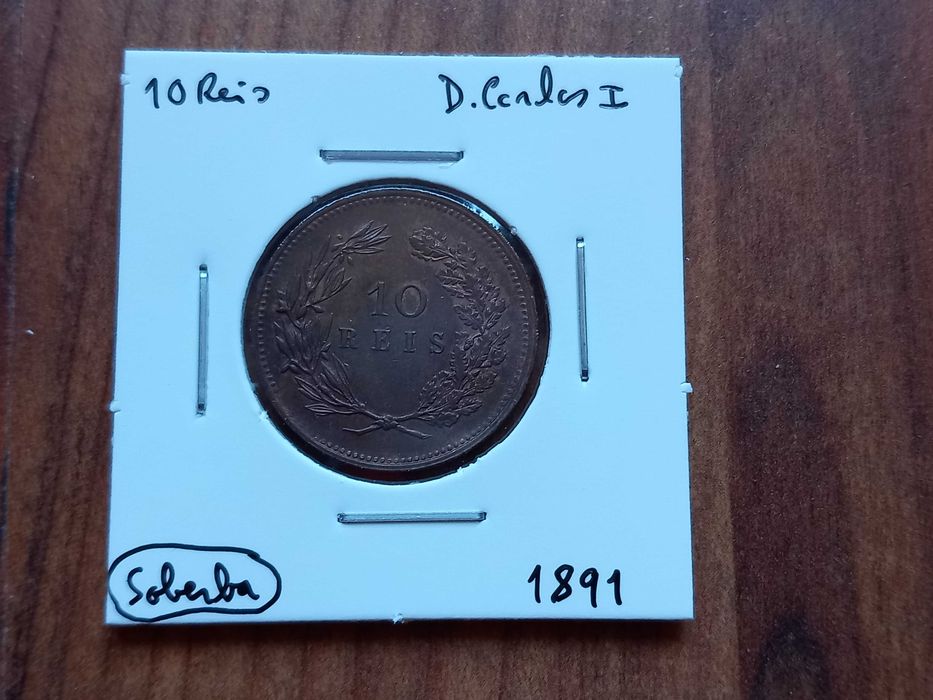 10 Reis
D. Carlos I
10
REIS
Soberba
1891